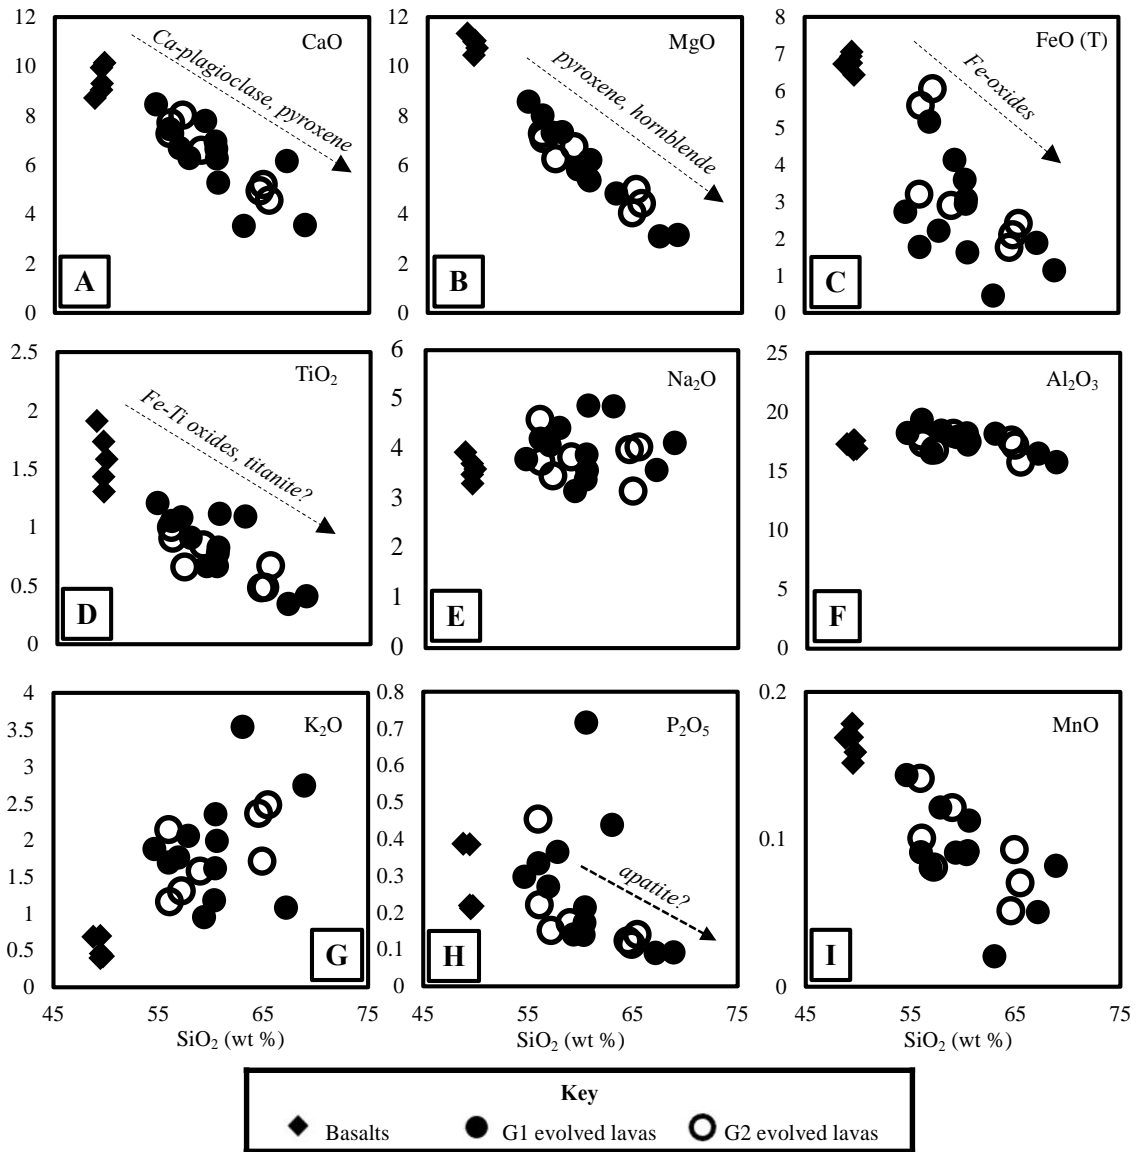 12
10
8
6
4
2
0
CaO
Ca-plagioclase, pyroxene
A
12
10
8
6
4
2
0
MgO
pyroxene, hornblende
B
8
7
6
5
4
3
2
1
0
FeO (T)
Fe-oxides
C
2.5
2
1.5
1
0.5
0
TiO₂
Fe-Ti oxides, titanite?
D
6
5
4
3
2
1
0
Na₂O
E
25
20
15
10
5
0
Al₂O₃
F
4
3.5
3
2.5
2
1.5
1
0.5
0
K₂O
G
45 55 65 75
SiO₂ (wt %)
0.8
0.7
0.6
0.5
0.4
0.3
0.2
0.1
0
P₂O₅
apatite?
H
45 55 65 75
SiO₂ (wt %)
0.2
0.1
0
MnO
I
45 55 65 75
SiO₂ (wt %)
Key
Basalts G1 evolved lavas G2 evolved lavas